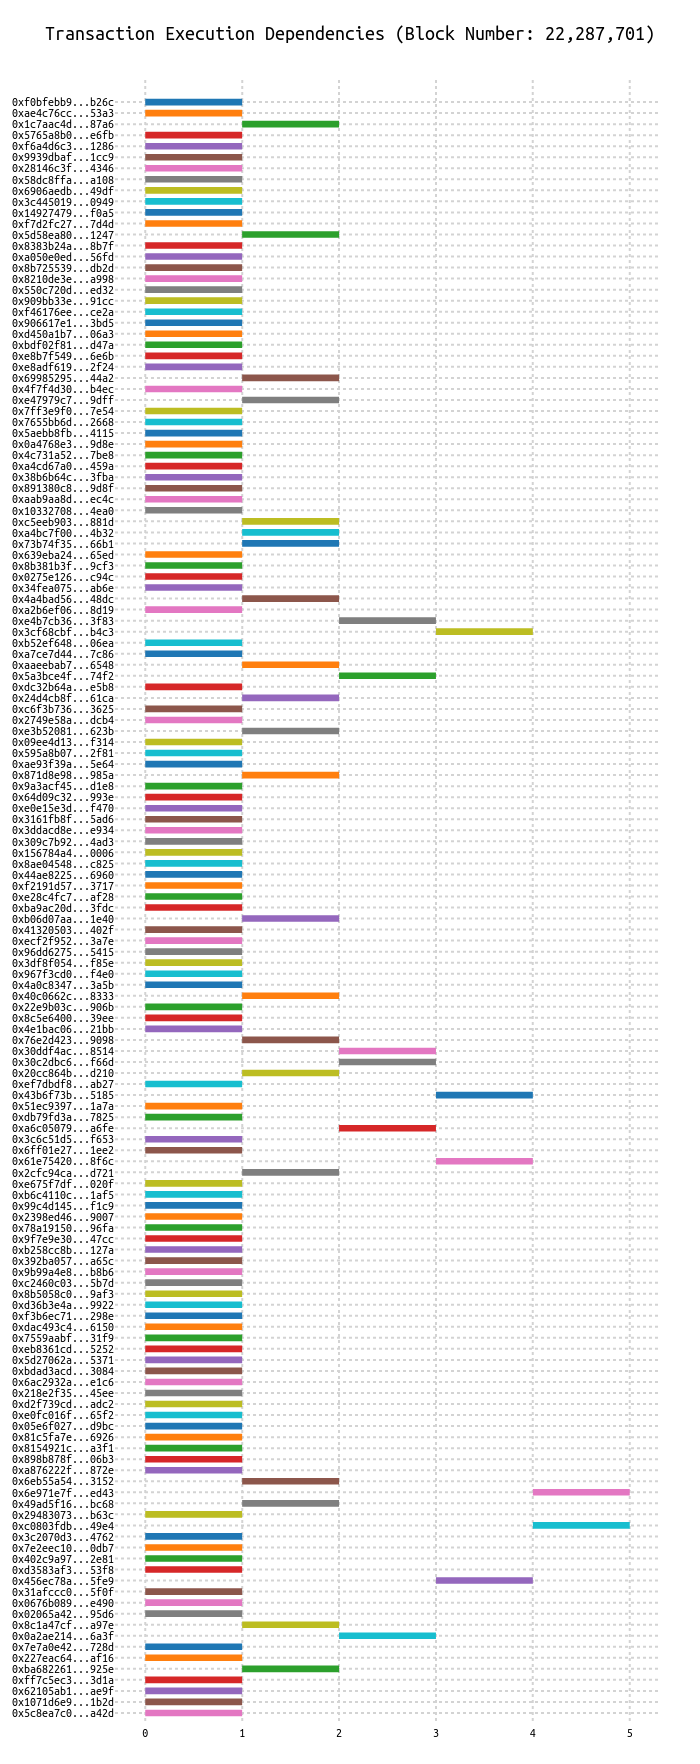 Transaction Execution Dependencies (Block Number: 22,287,701)
0xf0bfebb9...b26c
0xae4c76cc...53a3
0x1c7aac4d...87a6
0x5765a8b0...e6fb
0xf6a4d6c3...1286
0x9939dbaf...1cc9
0x28146c3f...4346
0x58dc8ffa...a108
0x6906aedb...49df
0x3c445019...0949
0x14927479...f0a5
0xf7d2fc27...7d4d
0x5d58ea80...1247
0x8383b24a...8b7f
0xa050e0ed...56fd
0x8b725539...db2d
0x8210de3e...a998
0x550c720d...ed32
0x909bb33e...91cc
0xf46176ee...ce2a
0x906617e1...3bd5
0xd450a1b7...06a3
0xbdf02f81...d47a
0xe8b7f549...6e6b
0xe8adf619...2f24
0x69985295...44a2
0x4f7f4d30...b4ec
0xe47979c7...9dff
0x7ff3e9f0...7e54
0x7655bb6d...2668
0x5aebb8fb...4115
0x0a4768e3...9d8e
0x4c731a52...7be8
0xa4cd67a0...459a
0x38b6b64c...3fba
0x891380c8...9d8f
0xaab9aa8d...ec4c
0x10332708...4ea0
0xc5eeb903...881d
0xa4bc7f00...4b32
0x73b74f35...66b1
0x639eba24...65ed
0x8b381b3f...9cf3
0x0275e126...c94c
0x34fea075...ab6e
0x4a4bad56...48dc
0xa2b6ef06...8d19
0xe4b7cb36...3f83
0x3cf68cbf...b4c3
0xb52ef648...06ea
0xa7ce7d44...7c86
0xaaeebab7...6548
0x5a3bce4f...74f2
0xdc32b64a...e5b8
0x24d4cb8f...61ca
0xc6f3b736...3625
0x2749e58a...dcb4
0xe3b52081...623b
0x09ee4d13...f314
0x595a8b07...2f81
0xae93f39a...5e64
0x871d8e98...985a
0x9a3acf45...d1e8
0x64d09c32...993e
0xe0e15e3d...f470
0x3161fb8f...5ad6
0x3ddacd8e...e934
0x309c7b92...4ad3
0x156784a4...0006
0x8ae04548...c825
0x44ae8225...6960
0xf2191d57...3717
0xe28c4fc7...af28
0xba9ac20d...3fdc
0xb06d07aa...1e40
0x41320503...402f
0xecf2f952...3a7e
0x96dd6275...5415
0x3df8f054...f85e
0x967f3cd0...f4e0
0x4a0c8347...3a5b
0x40c0662c...8333
0x22e9b03c...906b
0x8c5e6400...39ee
0x4e1bac06...21bb
0x76e2d423...9098
0x30ddf4ac...8514
0x30c2dbc6...f66d
0x20cc864b...d210
0xef7dbdf8...ab27
0x43b6f73b...5185
0x51ec9397...1a7a
0xdb79fd3a...7825
0xa6c05079...a6fe
0x3c6c51d5...f653
0x6ff01e27...1ee2
0x61e75420...8f6c
0x2cfc94ca...d721
0xe675f7df...020f
0xb6c4110c...1af5
0x99c4d145...f1c9
0x2398ed46...9007
0x78a19150...96fa
0x9f7e9e30...47cc
0xb258cc8b...127a
0x392ba057...a65c
0x9b99a4e8...b8b6
0xc2460c03...5b7d
0x8b5058c0...9af3
0xd36b3e4a...9922
0xf3b6ec71...298e
0xdac493c4...6150
0x7559aabf...31f9
0xeb8361cd...5252
0x5d27062a...5371
0xbdad3acd...3084
0x6ac2932a...e1c6
0x218e2f35...45ee
0xd2f739cd...adc2
0xe0fc016f...65f2
0x05e6f027...d9bc
0x81c5fa7e...6926
0x8154921c...a3f1
0x898b878f...06b3
0xa876222f...872e
0x6eb55a54...3152
0x6e971e7f...ed43
0x49ad5f16...bc68
0x29483073...b63c
0xc0803fdb...49e4
0x3c2070d3...4762
0x7e2eec10...0db7
0x402c9a97...2e81
0xd3583af3...53f8
0x456ec78a...5fe9
0x31afccc0...5f0f
0x0676b089...e490
0x02065a42...95d6
0x8c1a47cf...a97e
0x0a2ae214...6a3f
0x7e7a0e42...728d
0x227eac64...af16
0xba682261...925e
0xff7c5ec3...3d1a
0x62105ab1...ae9f
0x1071d6e9...1b2d
0x5c8ea7c0...a42d
0 1 2 3 4 5